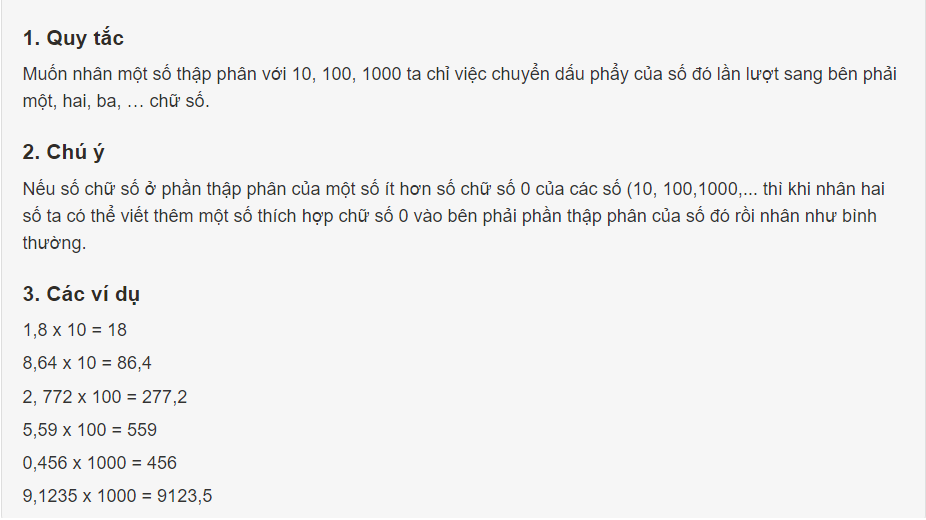 1. Quy tắc
Muốn nhân một số thập phân với 10, 100, 1000 ta chỉ việc chuyển dấu phẩy của số đó lần lượt sang bên phải
một, hai, ba, … chữ số.
2. Chú ý
Nếu số chữ số ở phần thập phân của một số ít hơn số chữ số 0 của các số (10, 100,1000,... thì khi nhân hai
số ta có thể viết thêm một số thích hợp chữ số 0 vào bên phải phần thập phân của số đó rồi nhân như bình
thường.
3. Các ví dụ
1,8 x 10 = 18
8,64 x 10 = 86,4
2, 772 x 100 = 277,2
5,59 x 100 = 559
0,456 x 1000 = 456
9,1235 x 1000 = 9123,5